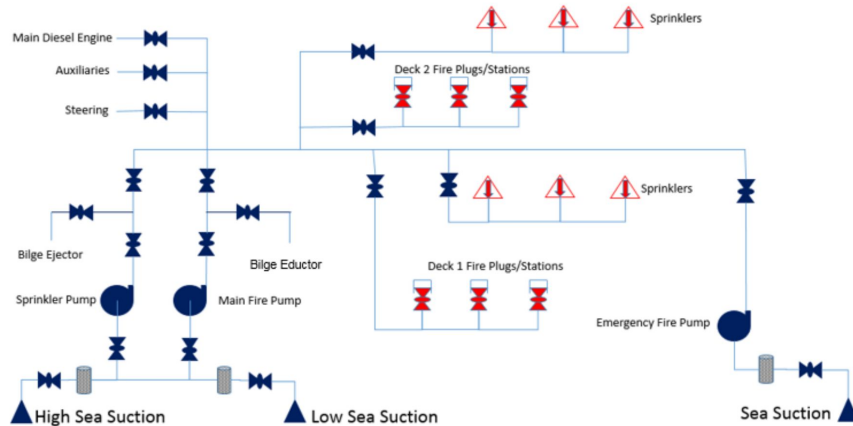 Main Diesel Engine
Sprinklers
Auxiliaries
Deck 2 Fire Plugs/Stations
Steering
Sprinklers
Bilge Ejector
Bilge Eductor
Deck 1 Fire Plugs/Stations
Sprinkler Pump
Main Fire Pump
Emergency Fire Pump
High Sea Suction
Low Sea Suction
Sea Suction